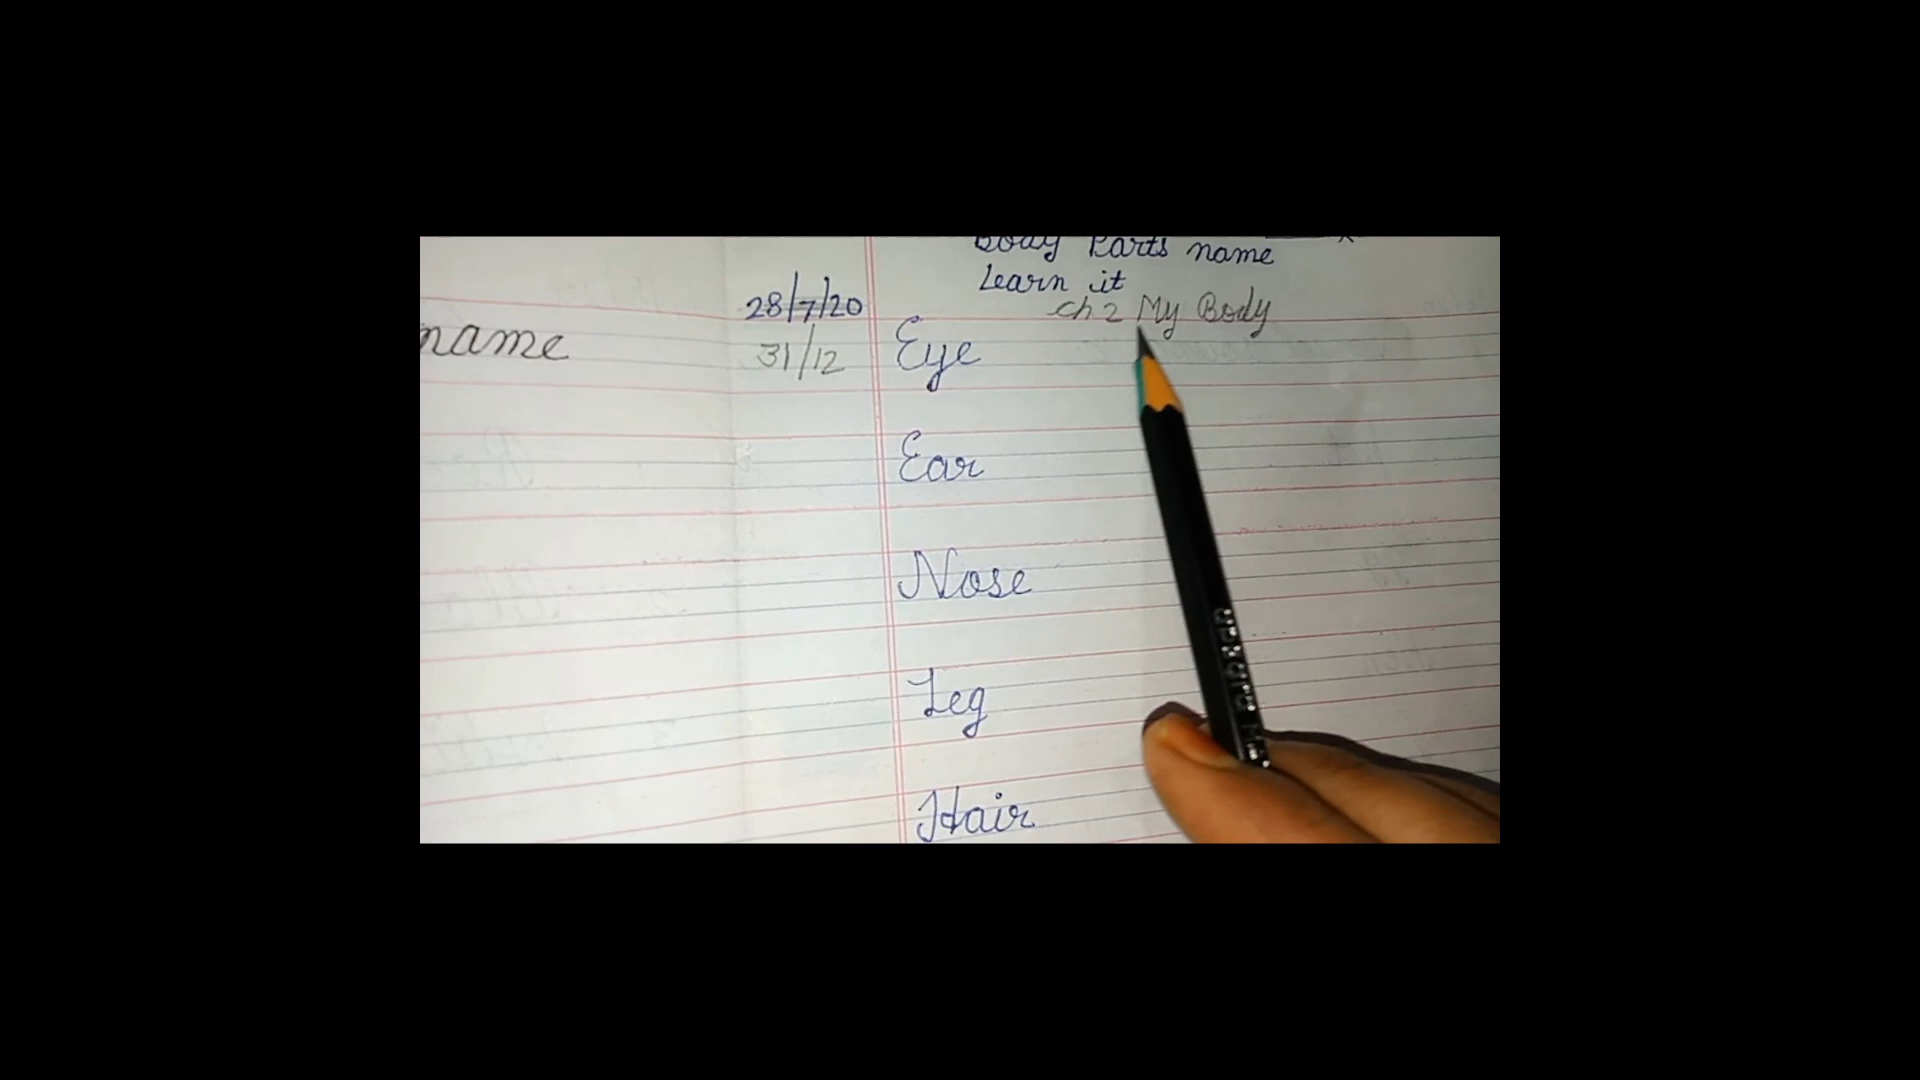 Body Parts name
Learn it
28/7/20
ch 2 My Body
name
31/12
Eye
Ear
Nose
Leg
Hair